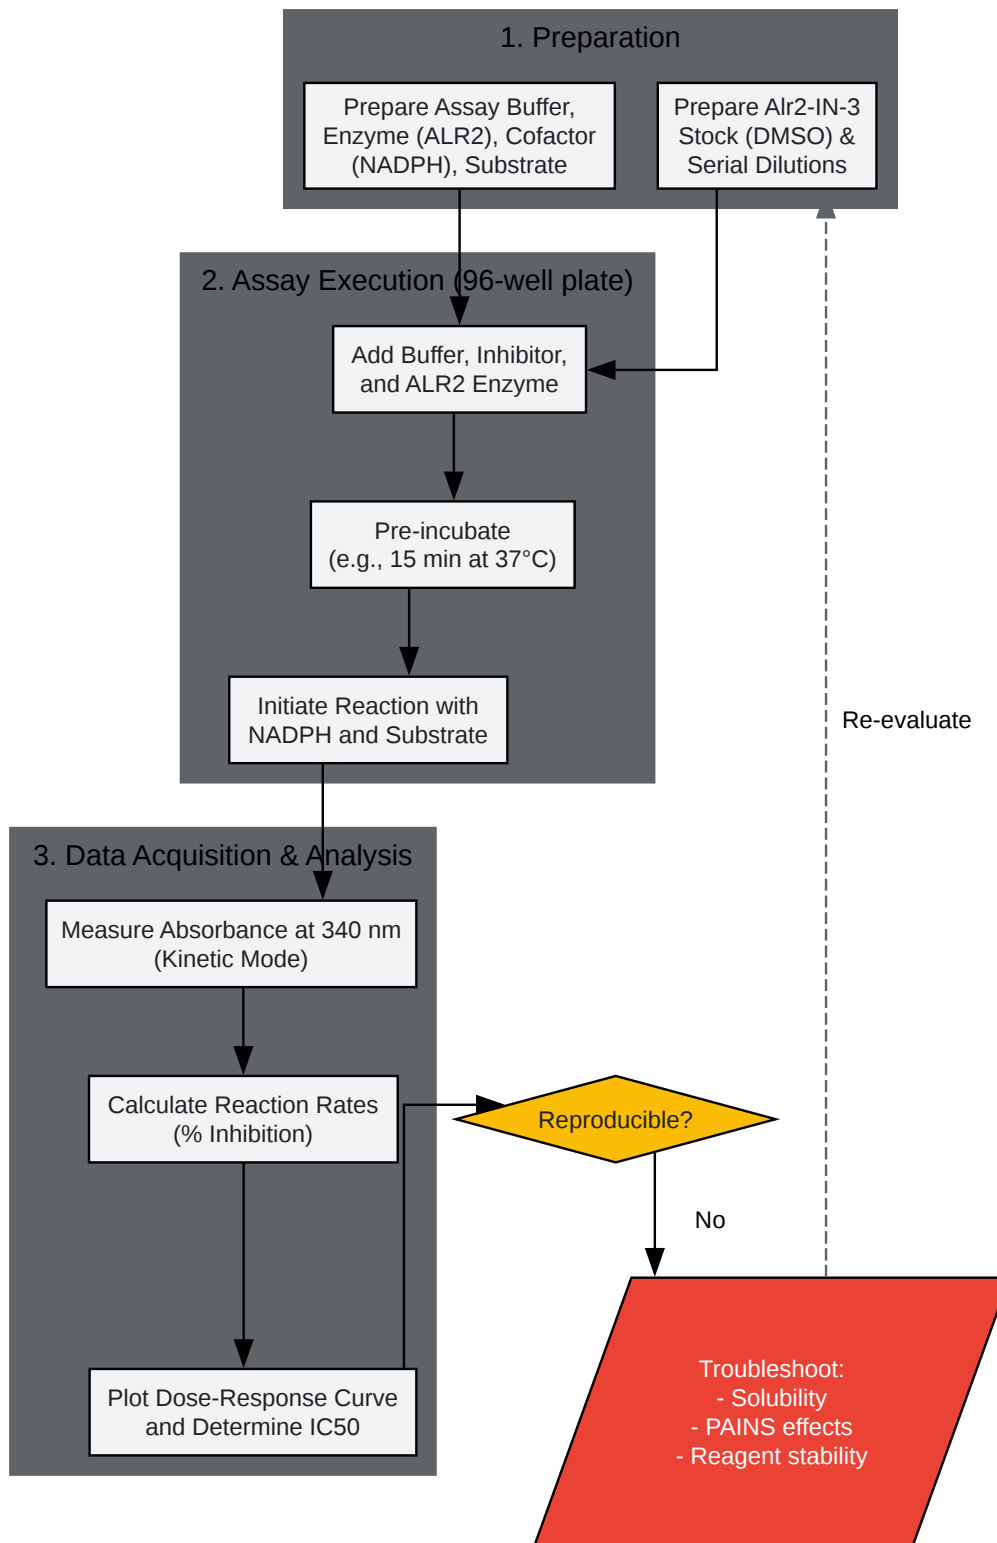 1. Preparation
Prepare Assay Buffer,
Enzyme (ALR2), Cofactor
(NADPH), Substrate
Prepare Alr2-IN-3
Stock (DMSO) &
Serial Dilutions
2. Assay Execution (96-well plate)
Add Buffer, Inhibitor,
and ALR2 Enzyme
Pre-incubate
(e.g., 15 min at 37°C)
Initiate Reaction with
NADPH and Substrate
Re-evaluate
3. Data Acquisition & Analysis
Measure Absorbance at 340 nm
(Kinetic Mode)
Calculate Reaction Rates
(% Inhibition)
Reproducible?
No
Plot Dose-Response Curve
and Determine IC50
Troubleshoot:
- Solubility
- PAINS effects
- Reagent stability